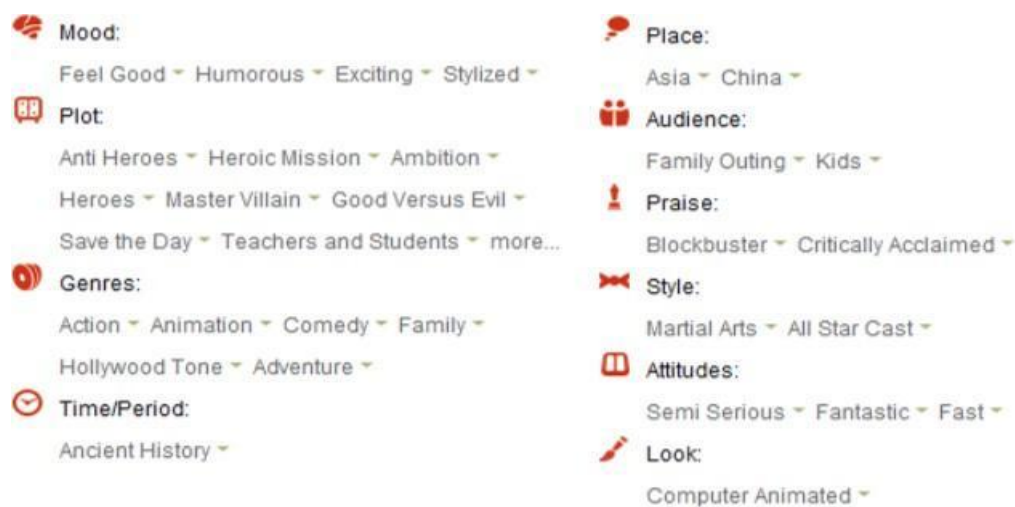 Mood:
Feel Good Humorous Exciting Stylized
Plot:
Anti Heroes Heroic Mission Ambition
Heroes Master Villain Good Versus Evil
Save the Day Teachers and Students more...
Genres:
Action Animation Comedy Family
Hollywood Tone Adventure
Time/Period:
Ancient History
Place:
Asia China
Audience:
Family Outing Kids
Praise:
Blockbuster Critically Acclaimed
Style:
Martial Arts All Star Cast
Attitudes:
Semi Serious Fantastic Fast
Look:
Computer Animated